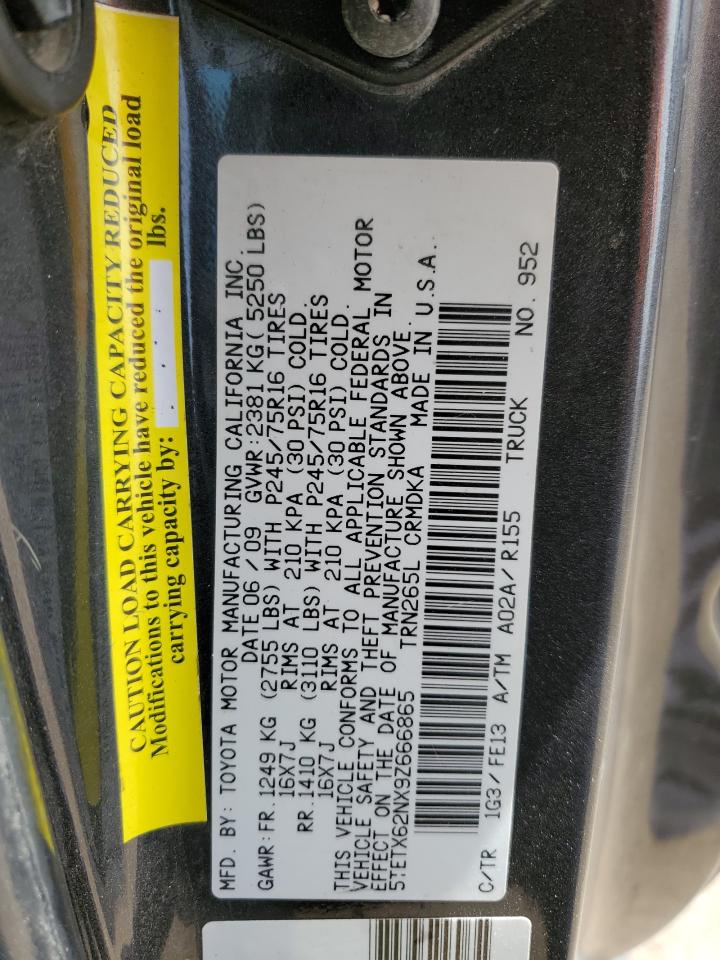 CAUTION LOAD CARRYING CAPACITY REDUCED
Modifications to this vehicle have reduced the original load
carrying capacity by: lbs.
MFD. BY: TOYOTA MOTOR MANUFACTURING CALIFORNIA INC.
DATE 06/09 GVWR: 2381 KG( 5250 LBS)
GAWR: FR. 1249 KG (2755 LBS) WITH P245/75R16 TIRES
16X7J RIMS AT 210 KPA (30 PSI) COLD.
RR. 1410 KG (3110 LBS) WITH P245/75R16 TIRES
16X7J RIMS AT 210 KPA (30 PSI) COLD.
THIS VEHICLE CONFORMS TO ALL APPLICABLE FEDERAL MOTOR
VEHICLE SAFETY AND THEFT PREVENTION STANDARDS IN
EFFECT ON THE DATE OF MANUFACTURE SHOWN ABOVE.
5TETX62NX9Z666865 TRN265L CRMDKA MADE IN U.S.A.
C/TR 1G3/FE13 A/TM A02A/R155 TRUCK NO. 952